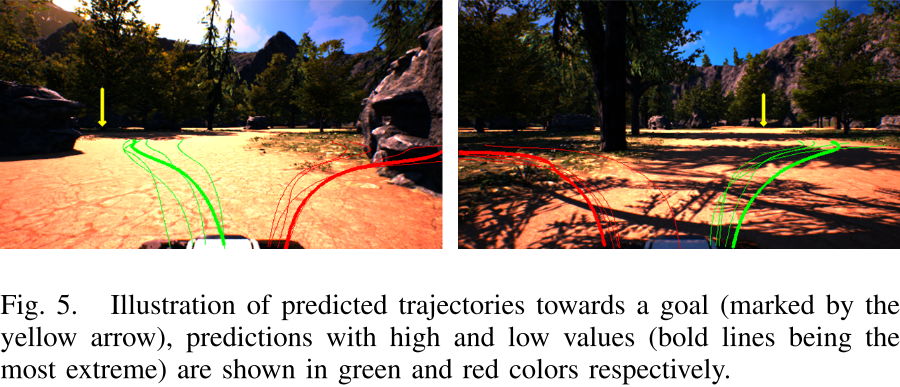 Fig. 5. Illustration of predicted trajectories towards a goal (marked by the
yellow arrow), predictions with high and low values (bold lines being the
most extreme) are shown in green and red colors respectively.